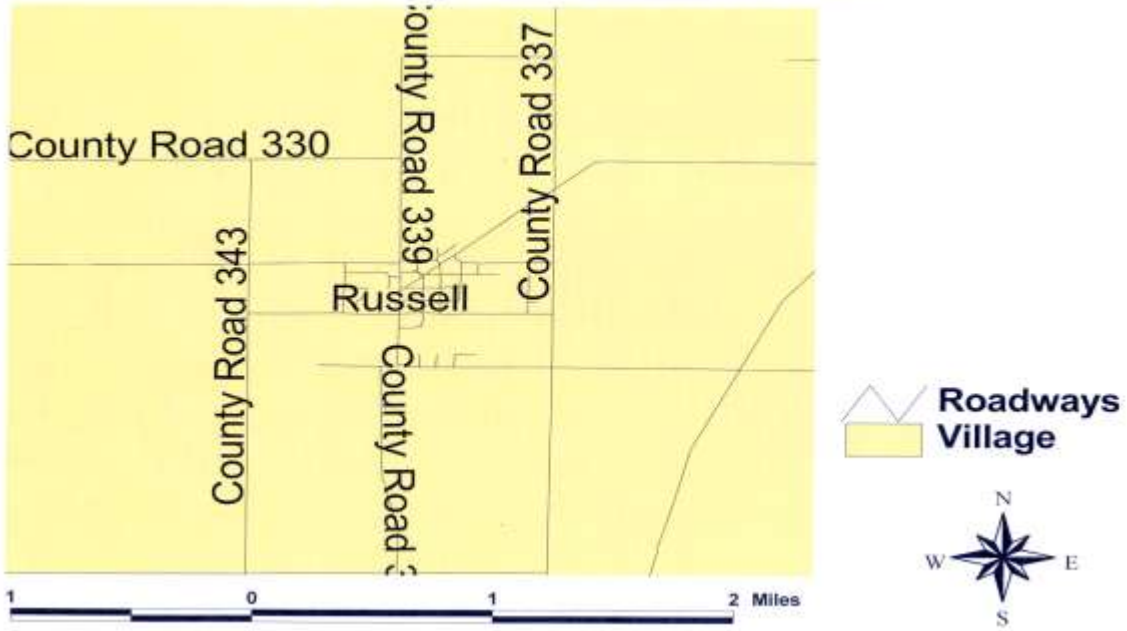 County Road 330
County Road 339
County Road 337
County Road 343
Russell
County Road 3
Roadways
Village
N
W E
S
1 0 1 2 Miles